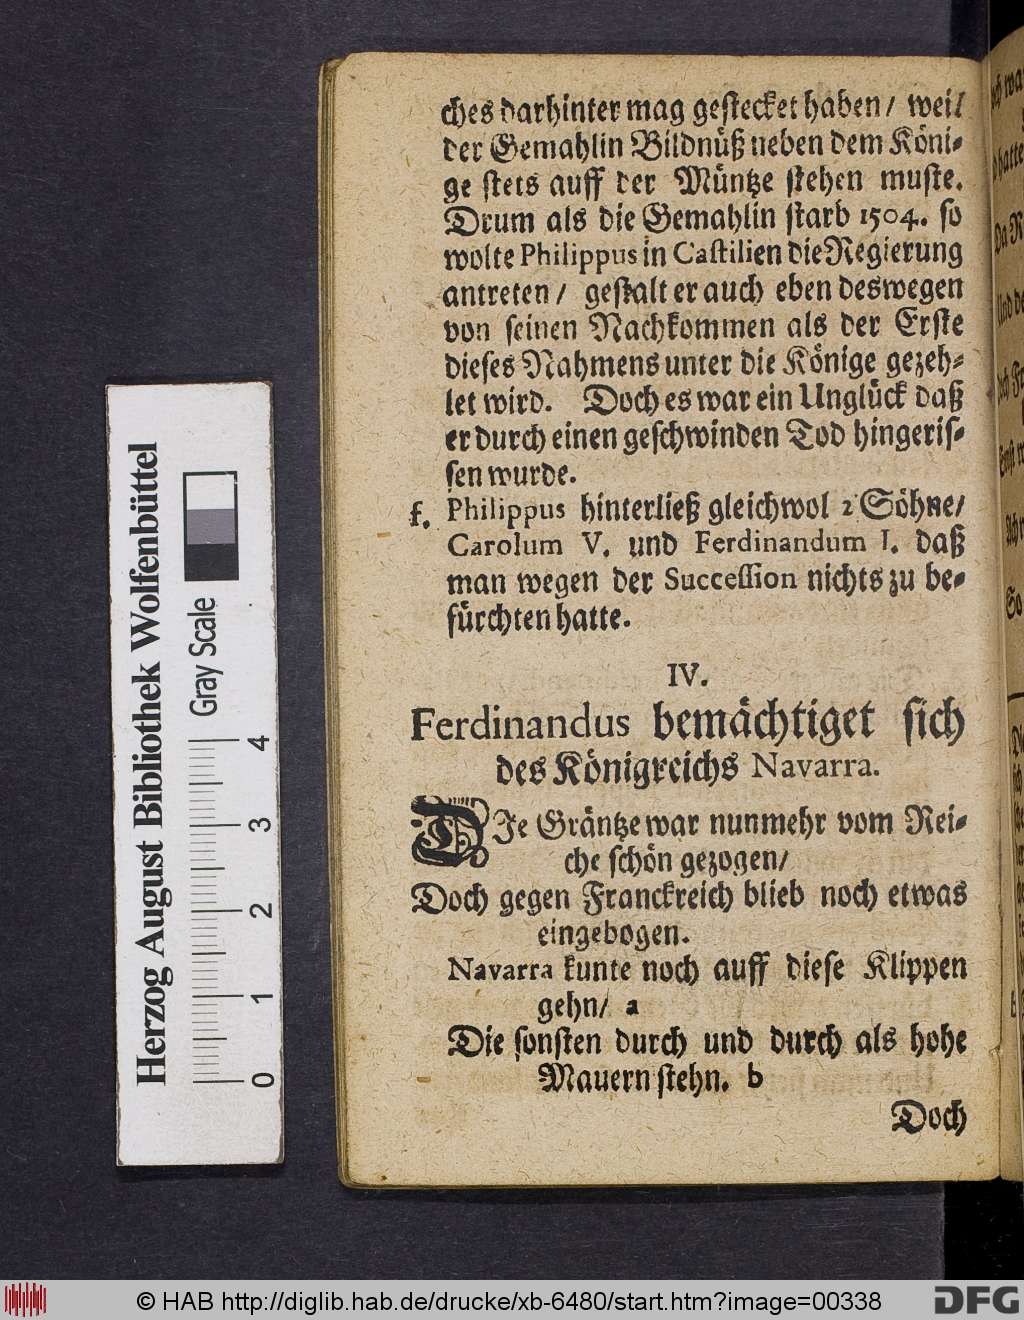 ches darhinter mag gestecket haben/ weil
der Gemahlin Bildnüß neben dem Köni-
ge stets auff der Müntze stehen muste.
Drum als die Gemahlin starb 1504. so
wolte Philippus in Castilien die Regierung
antreten/ gestalt er auch eben deswegen
von seinen Nachkommen als der Erste
dieses Nahmens unter die Könige gezeh-
let wird. Doch es war ein Unglück daß
er durch einen geschwinden Tod hingeris-
sen wurde.
f. Philippus hinterließ gleichwol 2 Söhne/
Carolum V. und Ferdinandum I. daß
man wegen der Succession nichts zu be-
fürchten hatte.
IV.
Ferdinandus bemächtiget sich
des Königreichs Navarra.
DIe Gräntze war nunmehr vom Rei-
che schön gezogen/
Doch gegen Franckreich blieb noch etwas
eingebogen.
Navarra kunte noch auff diese Klippen
gehn/ a
Die sonsten durch und durch als hohe
Mauern stehn. b
Doch
Herzog August Bibliothek Wolfenbüttel
Gray Scale
0 1 2 3 4
© HAB http://diglib.hab.de/drucke/xb-6480/start.htm?image=00338
DFG